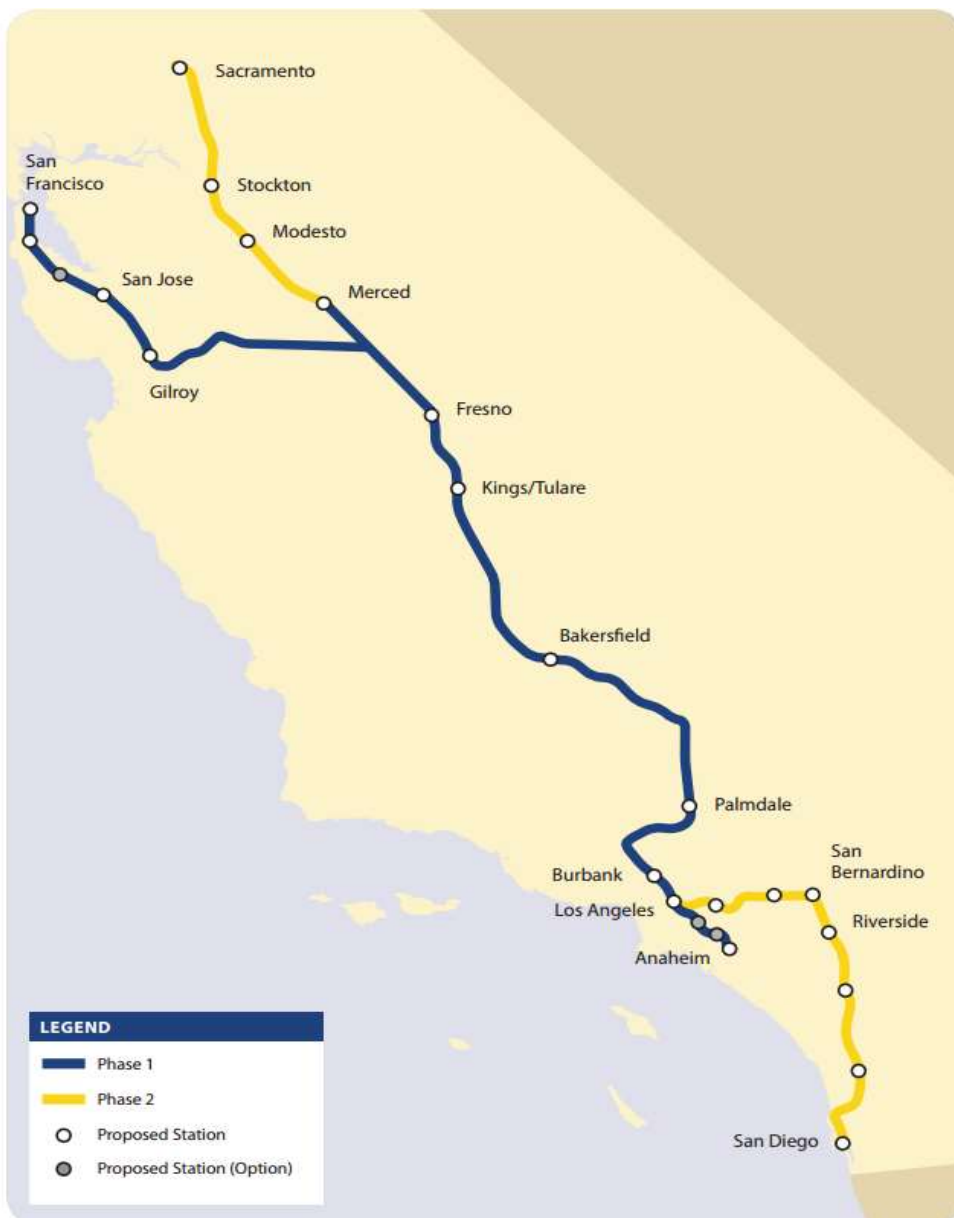 Sacramento
San
Francisco
Stockton
Modesto
San Jose
Merced
Gilroy
Fresno
Kings/Tulare
Bakersfield
Palmdale
San
Bernardino
Burbank
Los Angeles
Riverside
Anaheim
LEGEND
Phase 1
Phase 2
Proposed Station
Proposed Station (Option)
San Diego